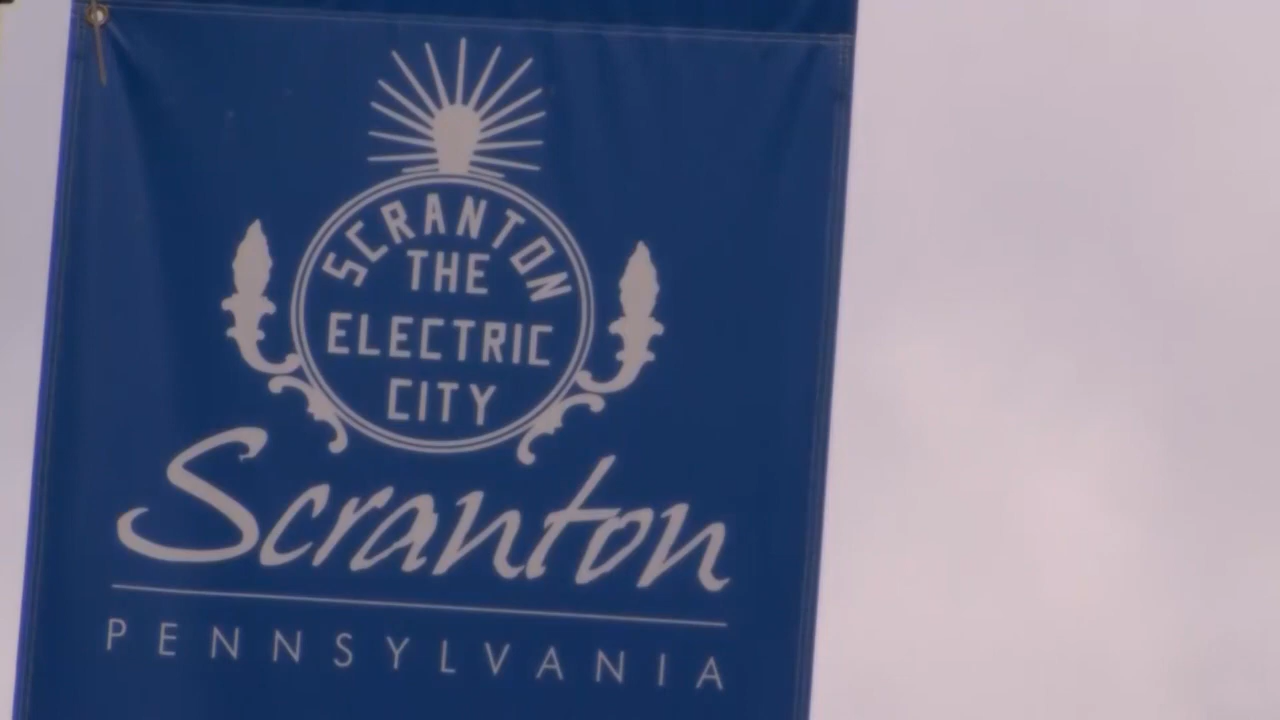 SCRANTON
THE
ELECTRIC
CITY
Scranton
PENNSYLVANIA